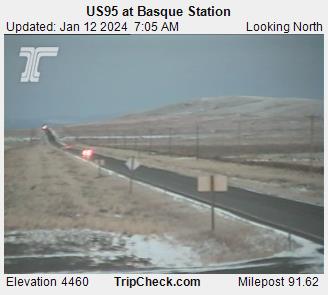 US95 at Basque Station
Updated: Jan 12 2024 7:05 AM Looking North
Elevation 4460 TripCheck.com Milepost 91.62